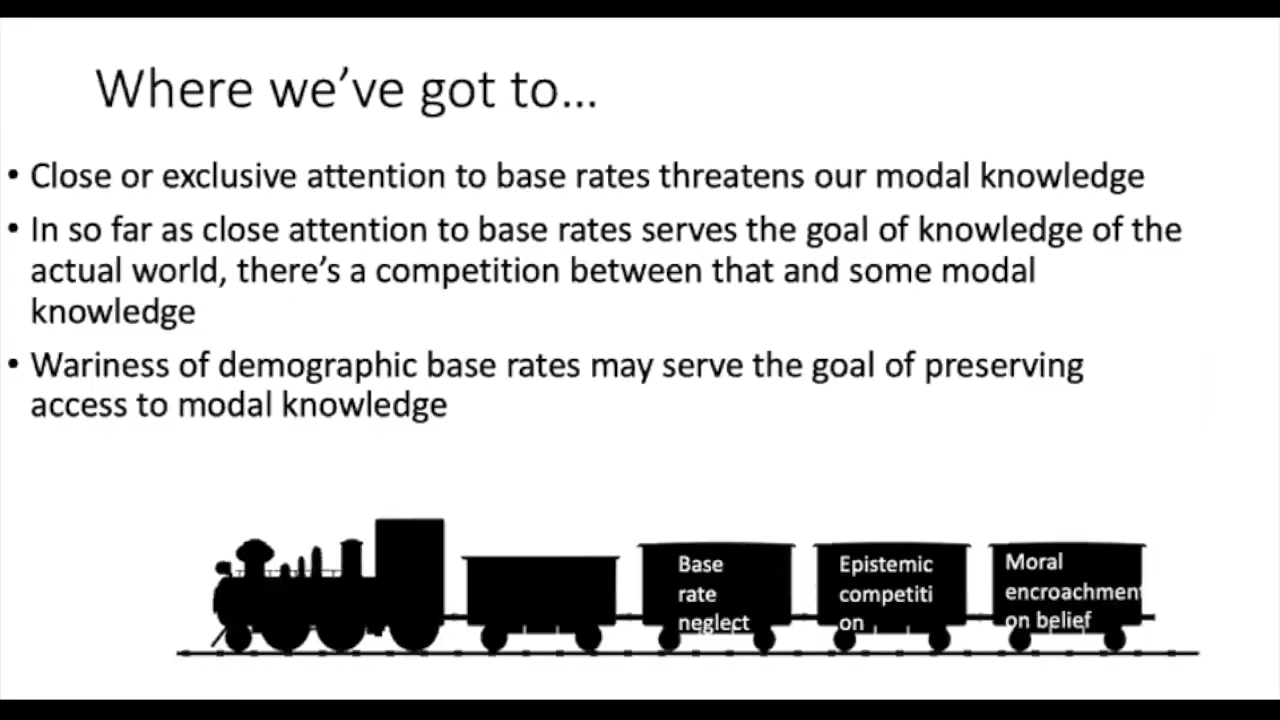 Where we've got to...
• Close or exclusive attention to base rates threatens our modal knowledge
• In so far as close attention to base rates serves the goal of knowledge of the
actual world, there's a competition between that and some modal
knowledge
• Wariness of demographic base rates may serve the goal of preserving
access to modal knowledge
Base
rate
neglect
Epistemic
competiti
on
Moral
encroachment
on belief